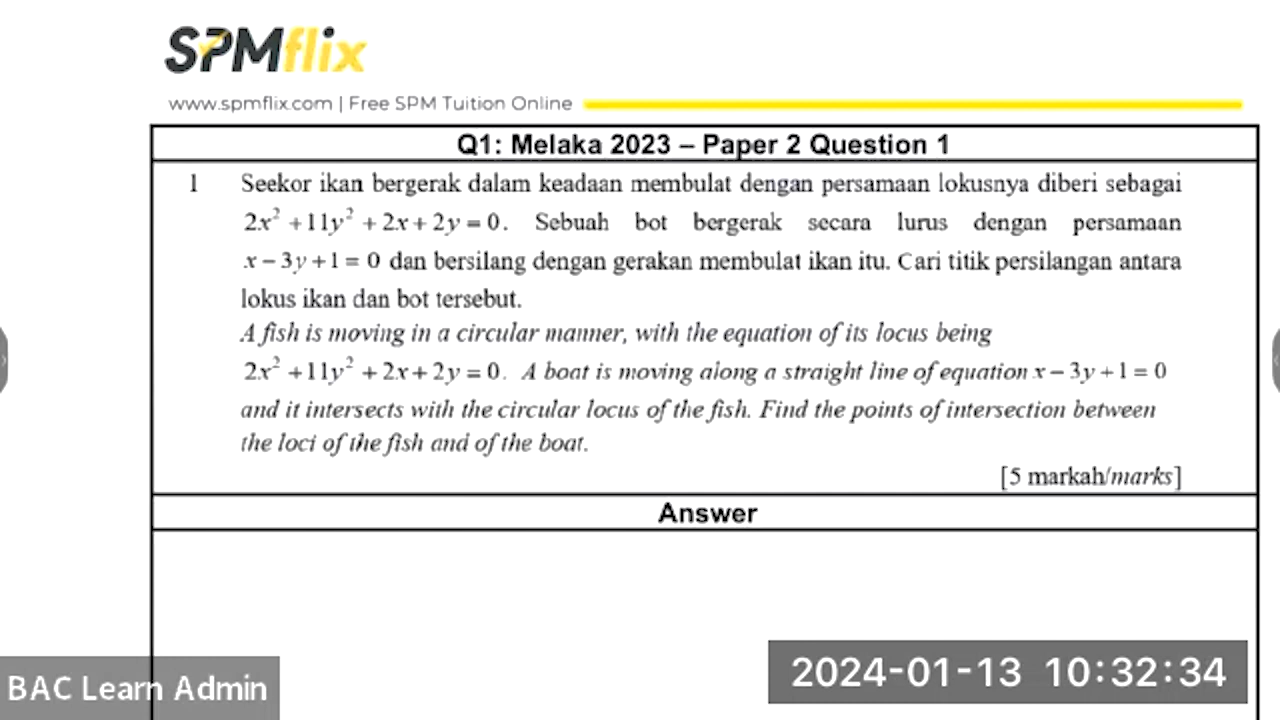 SPMflix
www.spmflix.com | Free SPM Tuition Online
Q1: Melaka 2023 – Paper 2 Question 1
1 Seekor ikan bergerak dalam keadaan membulat dengan persamaan lokusnya diberi sebagai
2x² + 11y² + 2x + 2y = 0. Sebuah bot bergerak secara lurus dengan persamaan
x − 3y + 1 = 0 dan bersilang dengan gerakan membulat ikan itu. Cari titik persilangan antara
lokus ikan dan bot tersebut.
A fish is moving in a circular manner, with the equation of its locus being
2x² + 11y² + 2x + 2y = 0. A boat is moving along a straight line of equation x − 3y + 1 = 0
and it intersects with the circular locus of the fish. Find the points of intersection between
the loci of the fish and of the boat.
[5 markah/marks]
Answer
BAC Learn Admin
2024-01-13 10:32:34